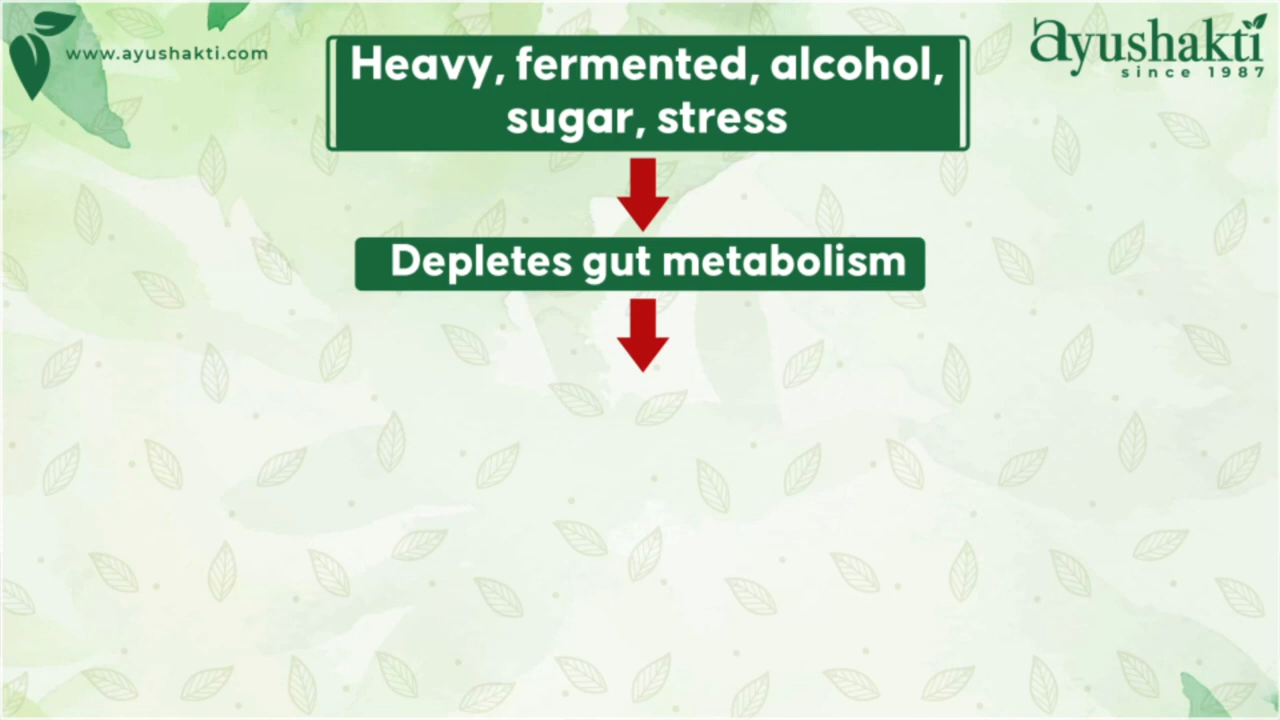 www.ayushakti.com
Heavy, fermented, alcohol,
sugar, stress
ayushakti
since 1987
Depletes gut metabolism